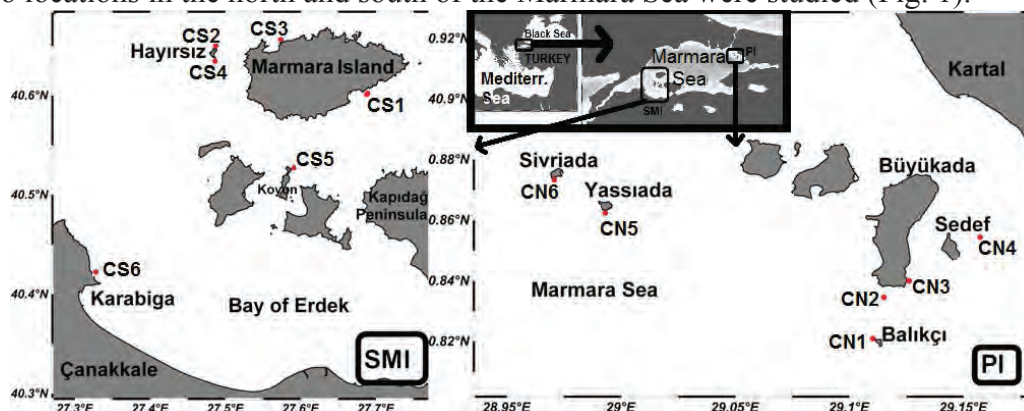 o locations in the north and south of the Marmara Sea were studied (Fig. 1).
CS2
CS3
Hayırsız
CS4
Marmara Island
CS1
40.6°N
CS5
Koyun
40.5°N
Kapıdağ
Peninsula
CS6
40.4°N
Karabiga
Bay of Erdek
Çanakkale
SMI
40.3°N
27.3°E 27.4°E 27.5°E 27.6°E 27.7°E
0.92°N
Black Sea
TURKEY
Mediterr.
Sea
Marmara
Sea
PI
SMI
40.9°N
Kartal
0.88°N
Sivriada
CN6
Yassıada
CN5
Büyükada
Sedef
CN4
0.86°N
0.84°N
Marmara Sea
CN3
CN2
0.82°N
CN1
Balıkçı
PI
28.95°E 29°E 29.05°E 29.1°E 29.15°E